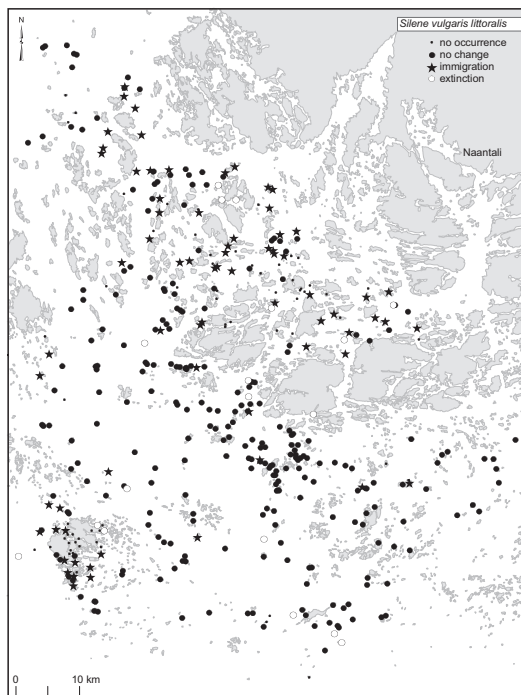 N
Silene vulgaris littoralis
no occurrence
no change
immigration
extinction
Naantali
0 10 km